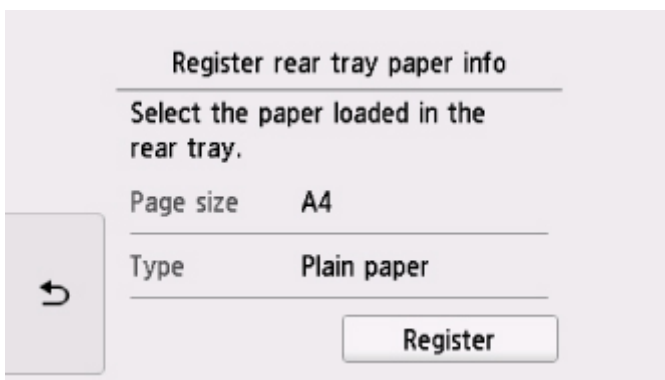 Register rear tray paper info
Select the paper loaded in the
rear tray.
Page size A4
Type Plain paper
Register